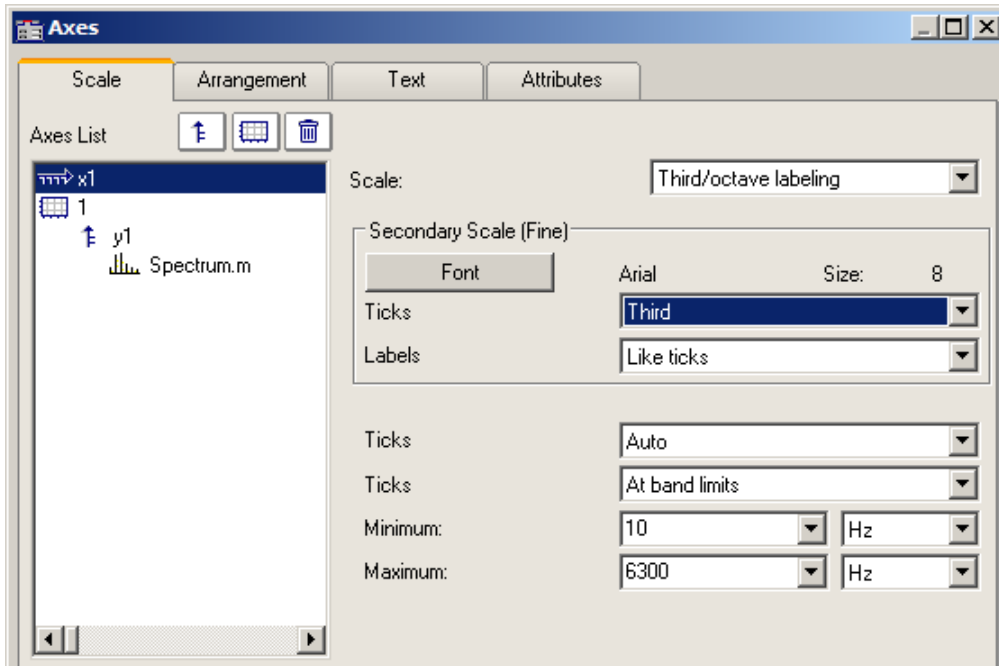 Axes
Scale Arrangement Text Attributes
Axes List
x1
1
y1
Spectrum.m
Scale: Third/octave labeling
Secondary Scale (Fine)
Font Arial Size: 8
Ticks Third
Labels Like ticks
Ticks Auto
Ticks At band limits
Minimum: 10 Hz
Maximum: 6300 Hz